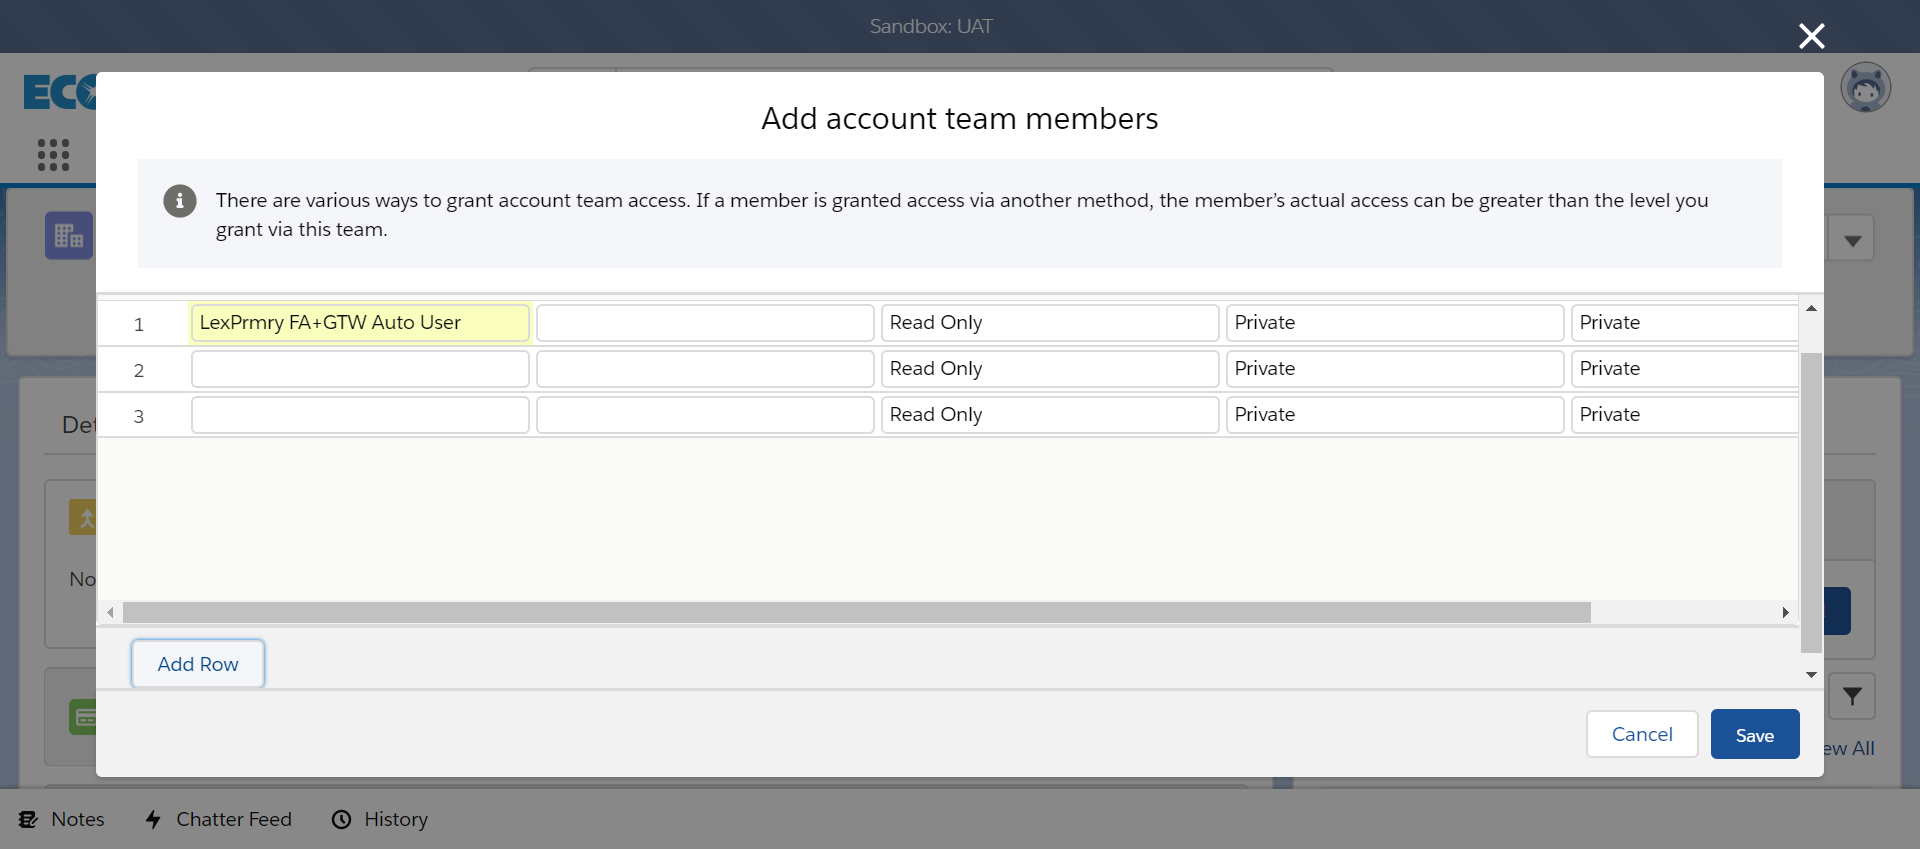 Sandbox: UAT
Add account team members
There are various ways to grant account team access. If a member is granted access via another method, the member's actual access can be greater than the level you
grant via this team.
1 LexPrmry FA+GTW Auto User Read Only Private Private
2 Read Only Private Private
3 Read Only Private Private
Add Row
Cancel Save
Notes Chatter Feed History